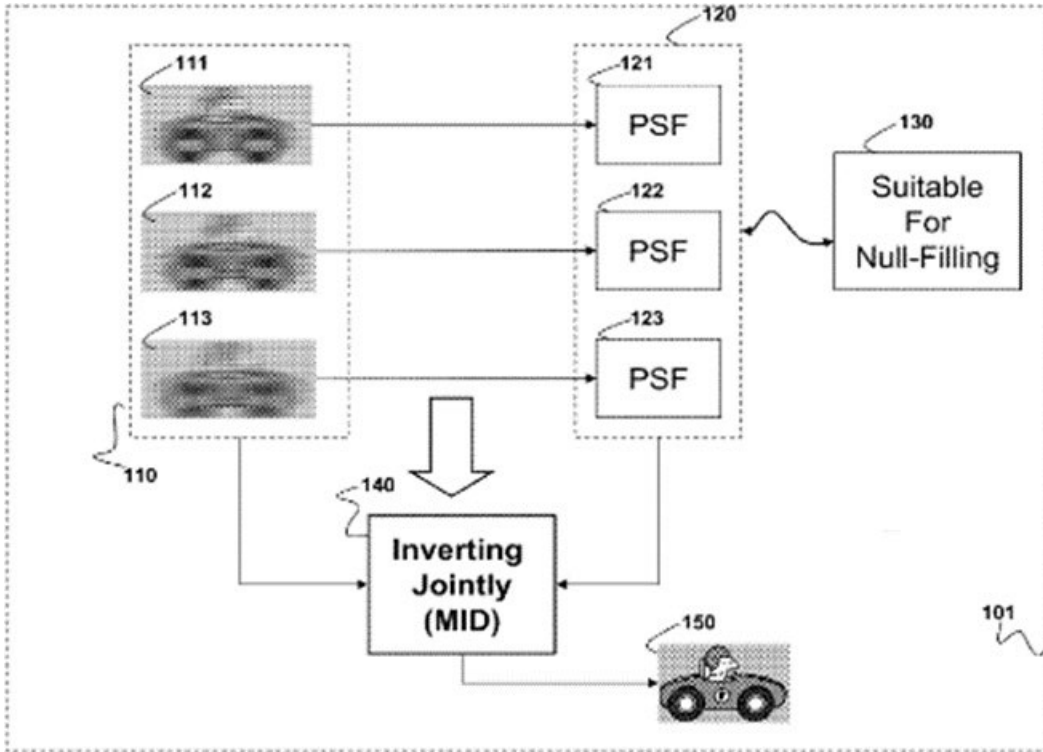 120
111
121
PSF
130
Suitable
For
Null-Filling
112
122
PSF
113
123
PSF
110
140
Inverting
Jointly
(MID)
150
101